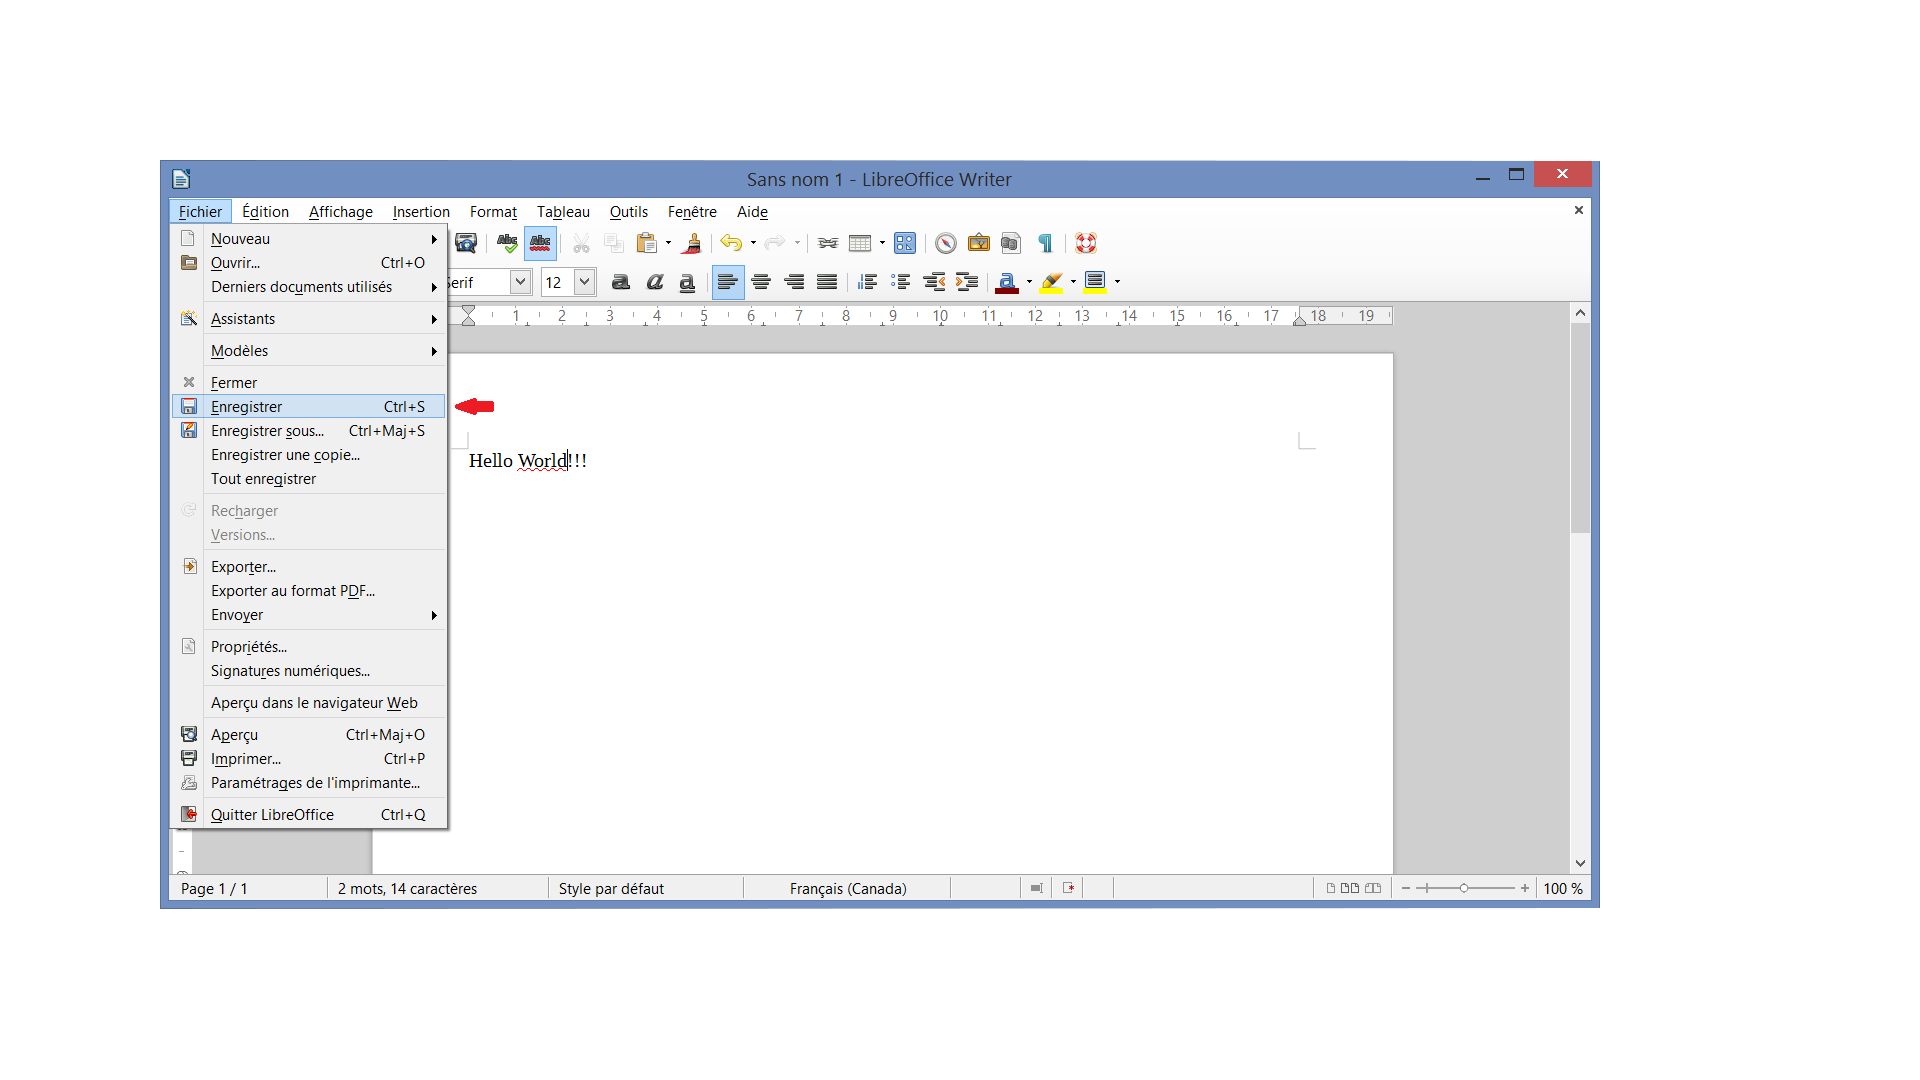 Sans nom 1 - LibreOffice Writer
Fichier Édition Affichage Insertion Format Tableau Outils Fenêtre Aide
Nouveau
Ouvrir... Ctrl+O
Derniers documents utilisés
Assistants
Modèles
Fermer
Enregistrer Ctrl+S
Enregistrer sous... Ctrl+Maj+S
Enregistrer une copie...
Tout enregistrer
Recharger
Versions...
Exporter...
Exporter au format PDF...
Envoyer
Propriétés...
Signatures numériques...
Aperçu dans le navigateur Web
Aperçu Ctrl+Maj+O
Imprimer... Ctrl+P
Paramétrages de l'imprimante...
Quitter LibreOffice Ctrl+Q
Abc Abc
erif 12 a a a a
1 2 3 4 5 6 7 8 9 10 11 12 13 14 15 16 17 18 19
Hello World!!!
Page 1 / 1 2 mots, 14 caractères Style par défaut Français (Canada) 100 %